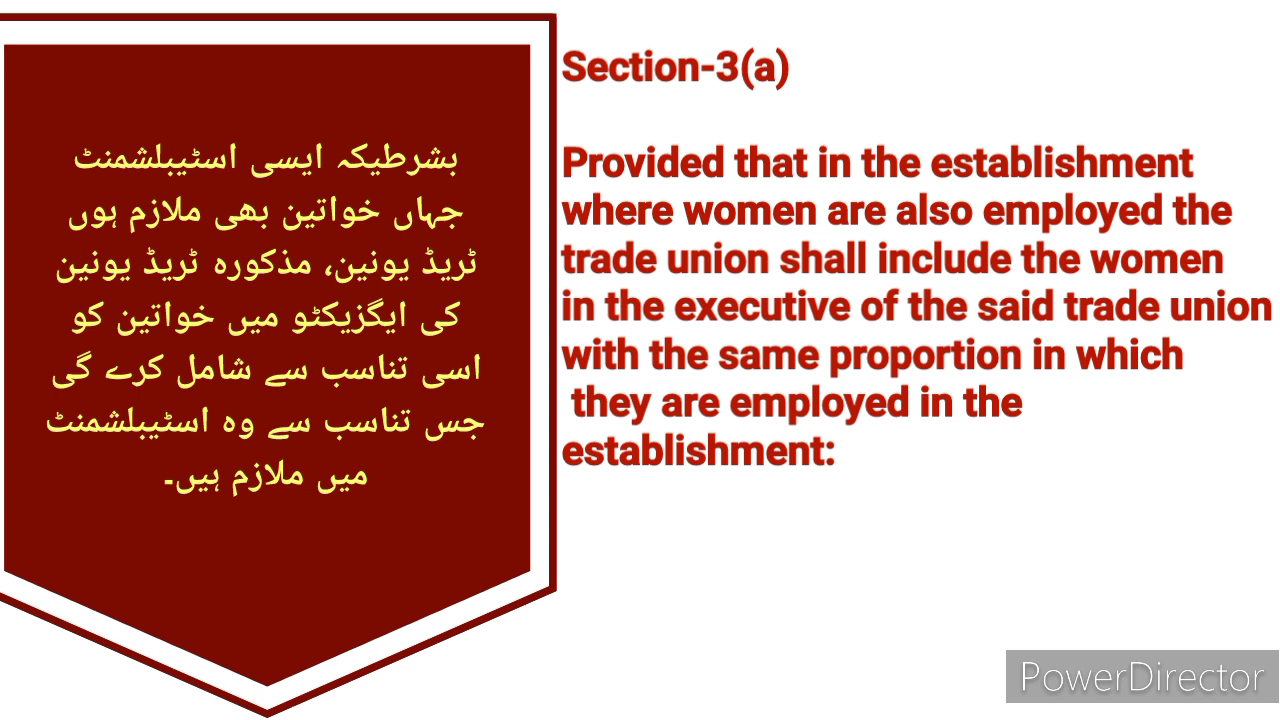 بشرطیکہ ایسی اسٹیبلشمنٹ
جہاں خواتین بھی ملازم ہوں
ٹریڈ یونین، مذکورہ ٹریڈ یونین
کی ایگزیکٹو میں خواتین کو
اسی تناسب سے شامل کرے گی
جس تناسب سے وہ اسٹیبلشمنٹ
میں ملازم ہیں۔
Section-3(a)
Provided that in the establishment
where women are also employed the
trade union shall include the women
in the executive of the said trade union
with the same proportion in which
they are employed in the
establishment:
PowerDirector